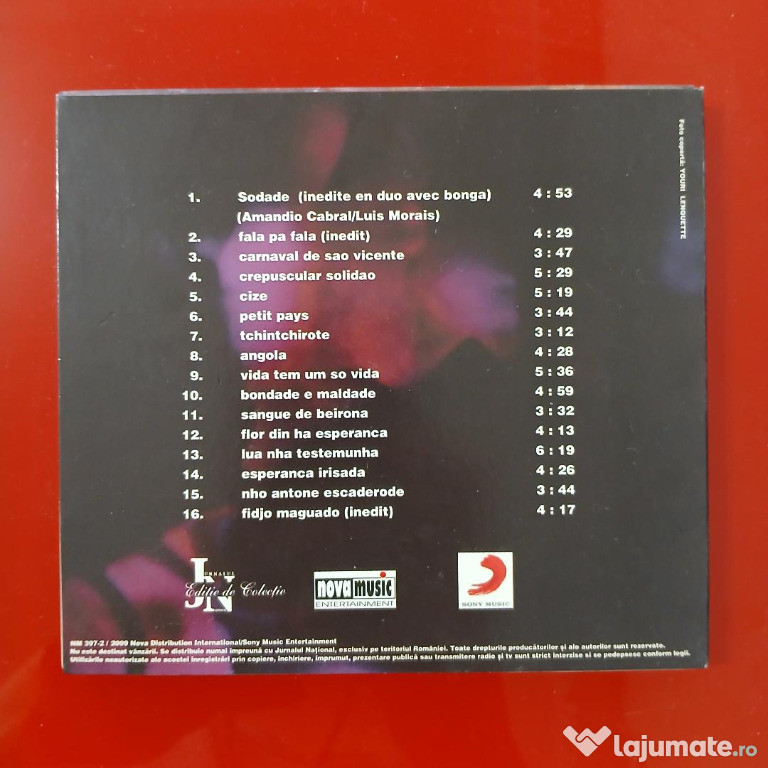 Foto copertă: YOURI LENQUETTE
1. Sodade (inedite en duo avec bonga) 4 : 53
(Amandio Cabral/Luis Morais)
2. fala pa fala (inedit) 4 : 29
3. carnaval de sao vicente 3 : 47
4. crepuscular solidao 5 : 29
5. cize 5 : 19
6. petit pays 3 : 44
7. tchintchirote 3 : 12
8. angola 4 : 28
9. vida tem um so vida 5 : 36
10. bondade e maldade 4 : 59
11. sangue de beirona 3 : 32
12. flor din ha esperanca 4 : 13
13. lua nha testemunha 6 : 19
14. esperanca irisada 4 : 26
15. nho antone escaderode 3 : 44
16. fidjo maguado (inedit) 4 : 17
JURNALUL
Ediție de Colecție
N
nova music
ENTERTAINMENT
SONY MUSIC
NM 397-2 / 2009 Nova Distribution International/Sony Music Entertainment
Nu este destinat vânzării. Se distribuie numai împreună cu Jurnalul Național, exclusiv pe teritoriul României. Toate drepturile producătorilor și ale autorilor sunt rezervate.
Utilizările neautorizate ale acestei înregistrări prin copiere, închiriere, împrumut, prezentare publică sau transmitere radio și tv sunt strict interzise si se pedepsesc conform legii.
lajumate.ro